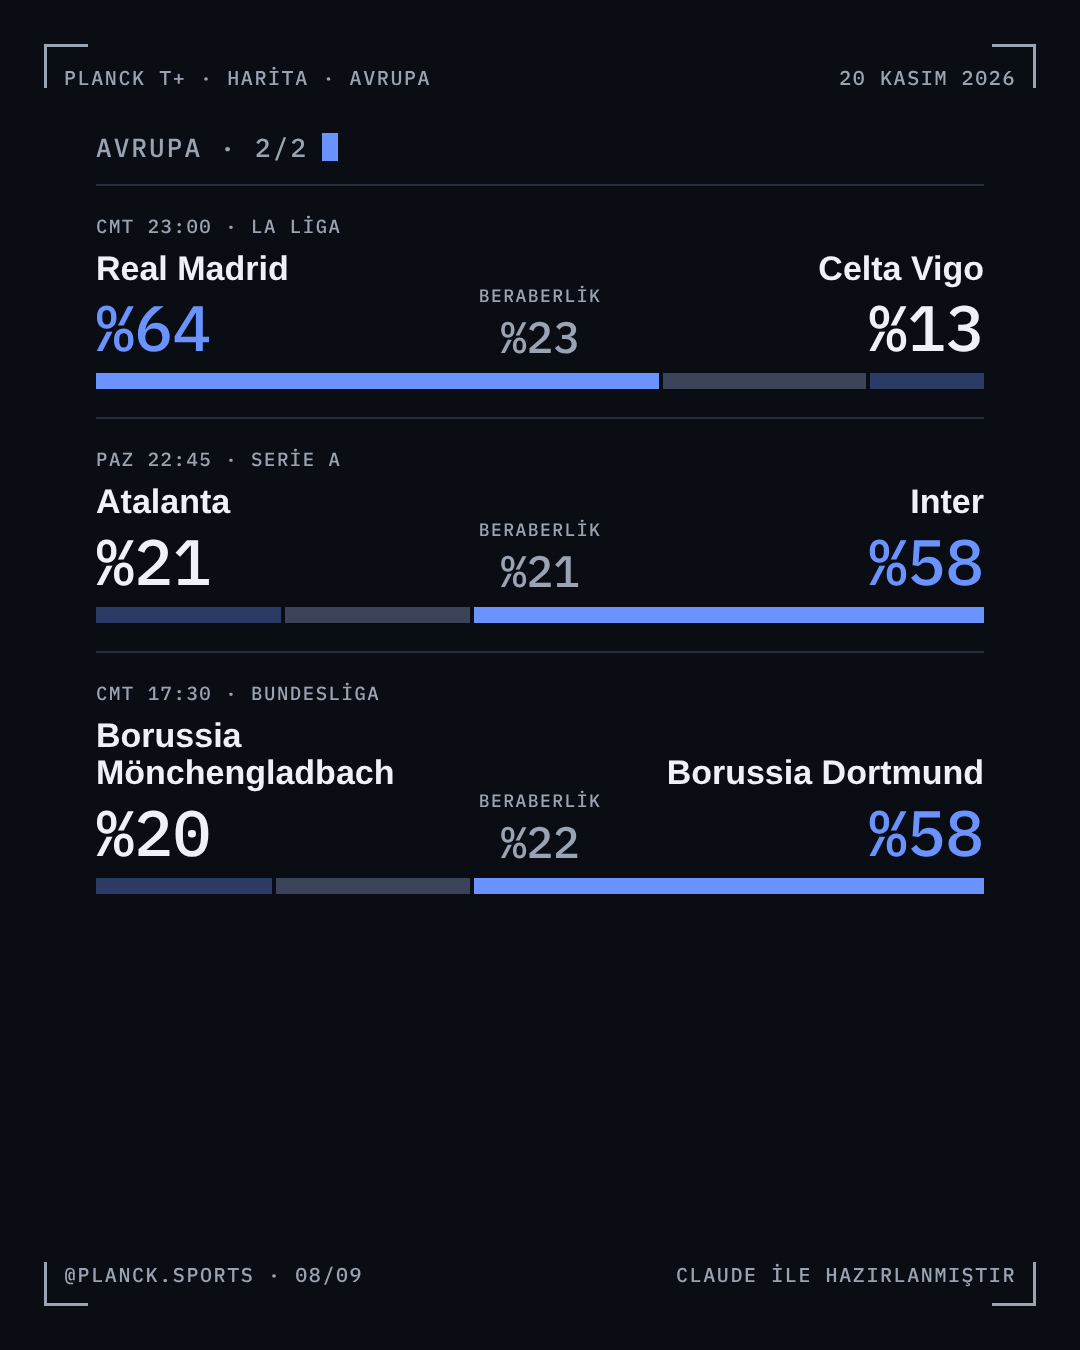 PLANCK T+ · HARİTA · AVRUPA
20 KASIM 2026
AVRUPA · 2/2
CMT 23:00 · LA LİGA
Real Madrid
Celta Vigo
BERABERLİK
%64
%23
%13
PAZ 22:45 · SERİE A
Atalanta
Inter
BERABERLİK
%21
%21
%58
CMT 17:30 · BUNDESLİGA
Borussia
Mönchengladbach
Borussia Dortmund
BERABERLİK
%20
%22
%58
@PLANCK.SPORTS · 08/09
CLAUDE İLE HAZIRLANMIŞTIR